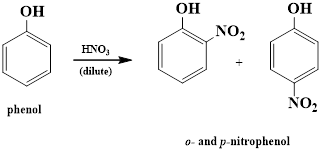 OH
HNO₃
(dilute)
phenol
OH
NO₂
+
OH
NO₂
o- and p-nitrophenol